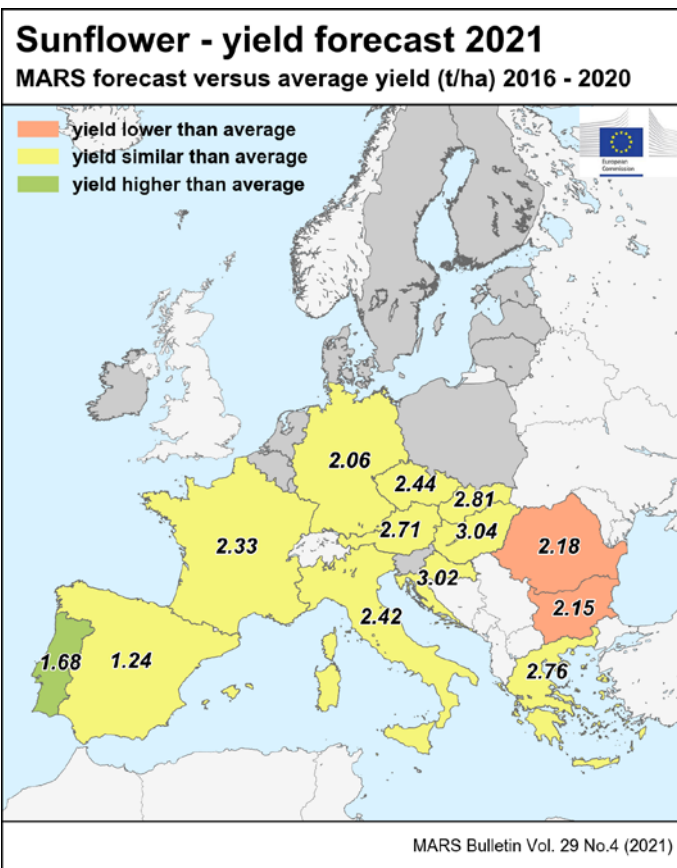 Sunflower - yield forecast 2021
MARS forecast versus average yield (t/ha) 2016 - 2020
yield lower than average
yield similar than average
yield higher than average
European
Commission
2.06
2.44
2.81
2.71
3.04
2.33
2.18
3.02
2.15
2.42
1.68
1.24
2.76
MARS Bulletin Vol. 29 No.4 (2021)